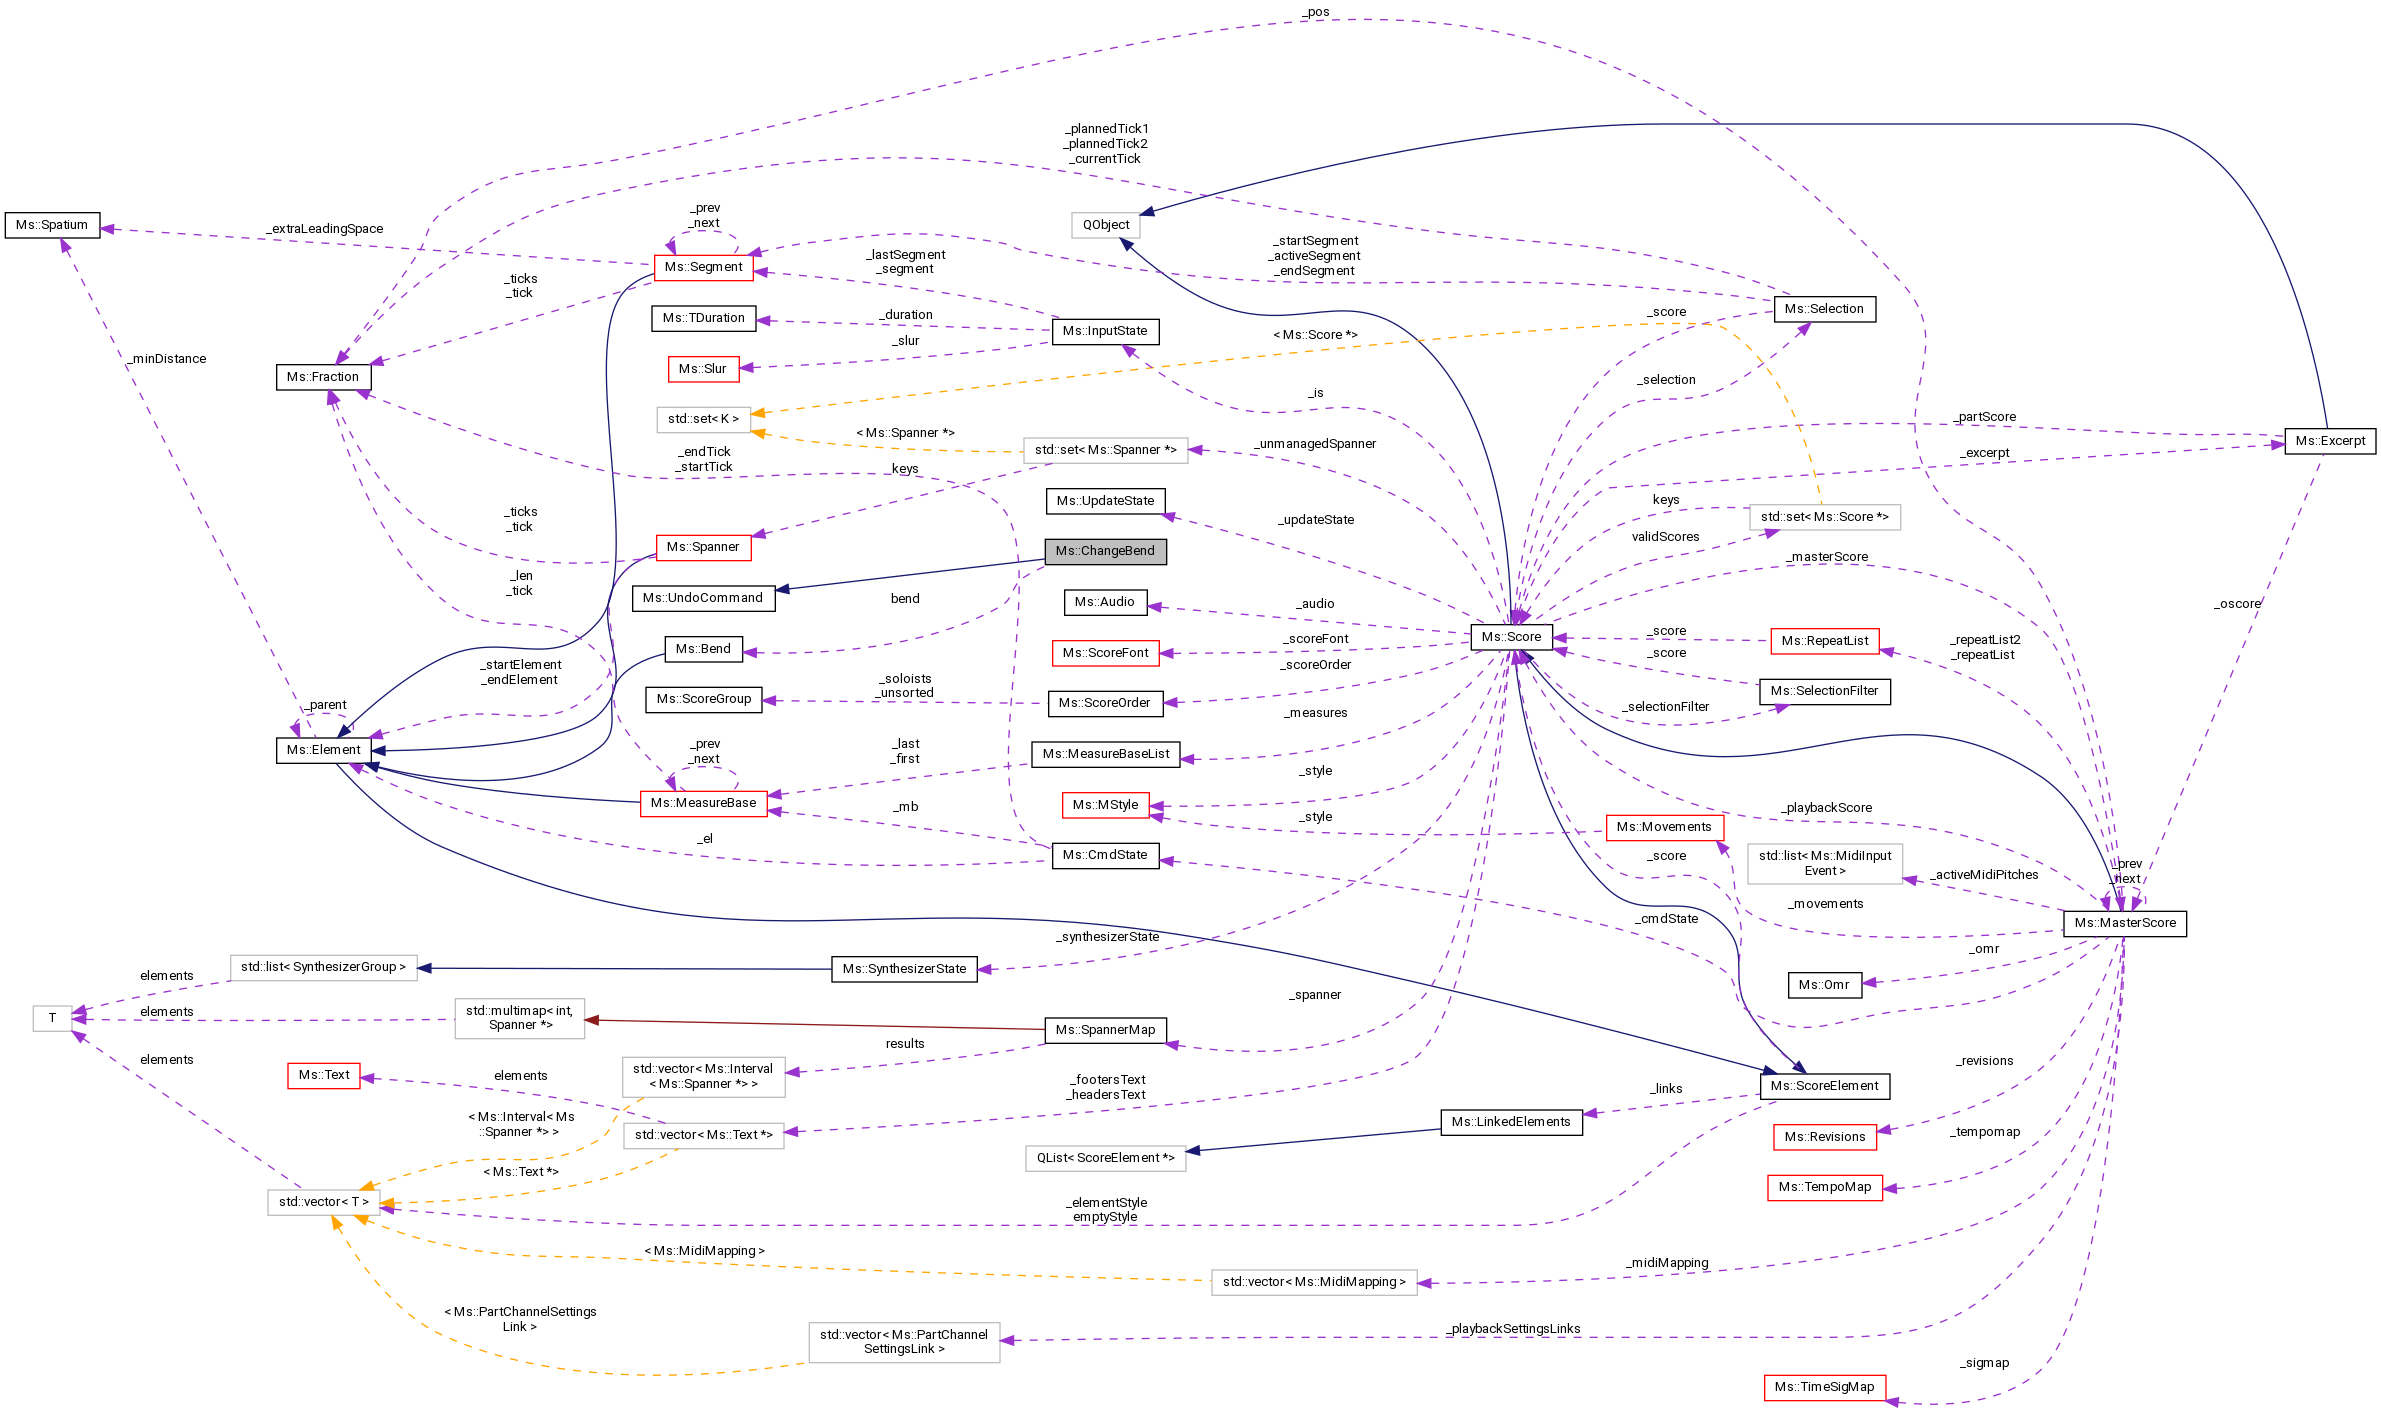 _pos
_plannedTick1
_plannedTick2
_currentTick
Ms::Spatium
_extraLeadingSpace
_prev
_next
QObject
Ms::Segment
_lastSegment
_segment
_startSegment
_activeSegment
_endSegment
_ticks
_tick
Ms::TDuration
_duration
Ms::InputState
_score
Ms::Selection
< Ms::Score *>
_slur
_minDistance
Ms::Fraction
Ms::Slur
_selection
_is
std::set< K >
_partScore
< Ms::Spanner *>
Ms::Excerpt
_endTick
_startTick
keys
std::set< Ms::Spanner *>
_unmanagedSpanner
_excerpt
Ms::UpdateState
keys
_ticks
_tick
_updateState
std::set< Ms::Score *>
validScores
Ms::Spanner
Ms::ChangeBend
_masterScore
_len
_tick
Ms::UndoCommand
bend
Ms::Audio
_audio
_oscore
Ms::Score
_score
Ms::RepeatList
_repeatList2
_repeatList
Ms::Bend
Ms::ScoreFont
_scoreFont
_score
_startElement
_endElement
_soloists
_unsorted
_scoreOrder
Ms::SelectionFilter
Ms::ScoreGroup
Ms::ScoreOrder
_selectionFilter
_parent
_measures
Ms::Element
_prev
_next
_last
_first
Ms::MeasureBaseList
_style
Ms::MeasureBase
_mb
Ms::MStyle
_style
_playbackScore
Ms::Movements
_el
Ms::CmdState
_score
std::list< Ms::MidiInput
Event >
_prev
_next
_activeMidiPitches
_movements
_cmdState
Ms::MasterScore
_synthesizerState
_omr
std::list< SynthesizerGroup >
Ms::SynthesizerState
elements
Ms::Omr
_spanner
T
elements
std::multimap< int,
Spanner *>
Ms::SpannerMap
results
elements
Ms::Text
elements
std::vector< Ms::Interval
< Ms::Spanner *> >
_footersText
_headersText
_links
Ms::ScoreElement
_revisions
< Ms::Interval< Ms
::Spanner *> >
std::vector< Ms::Text *>
Ms::LinkedElements
Ms::Revisions
_tempomap
QList< ScoreElement *>
< Ms::Text *>
Ms::TempoMap
std::vector< T >
_elementStyle
emptyStyle
< Ms::MidiMapping >
_midiMapping
std::vector< Ms::MidiMapping >
< Ms::PartChannelSettings
Link >
std::vector< Ms::PartChannel
SettingsLink >
_playbackSettingsLinks
_sigmap
Ms::TimeSigMap